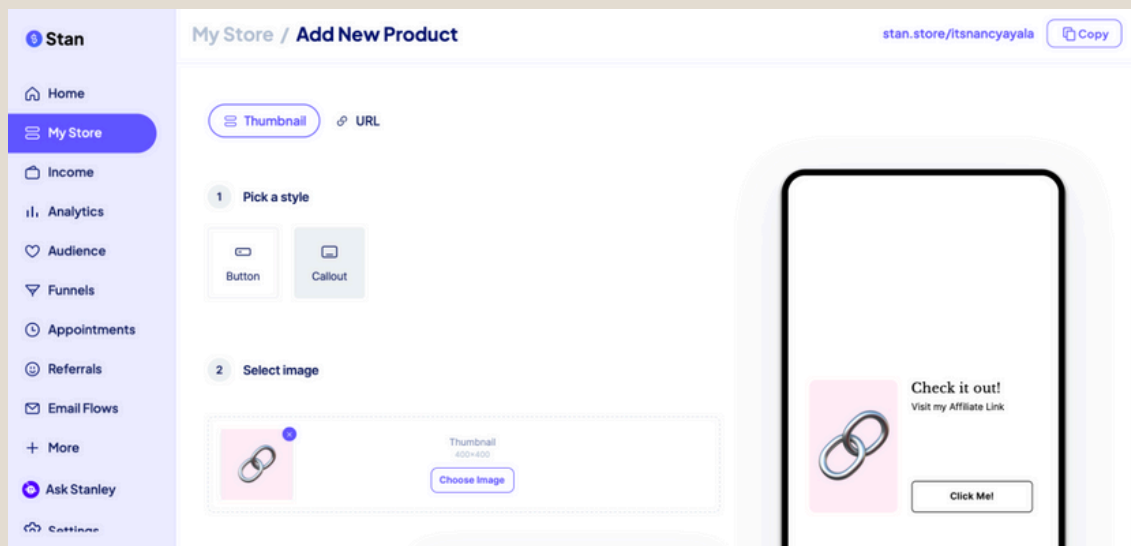 Stan
My Store / Add New Product
stan.store/itsnancyayala
Copy
Home
My Store
Income
Analytics
Audience
Funnels
Appointments
Referrals
Email Flows
More
Ask Stanley
Settings
Thumbnail
URL
1 Pick a style
Button
Callout
2 Select image
Thumbnail
400×400
Choose Image
Check it out!
Visit my Affiliate Link
Click Me!